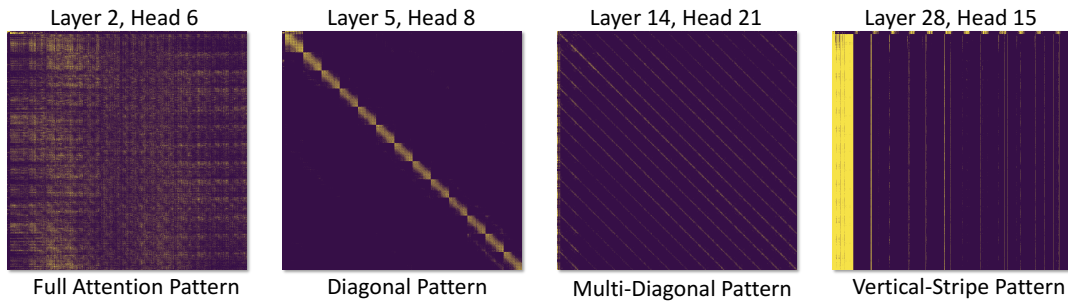 Layer 2, Head 6
Layer 5, Head 8
Layer 14, Head 21
Layer 28, Head 15
Full Attention Pattern
Diagonal Pattern
Multi-Diagonal Pattern
Vertical-Stripe Pattern